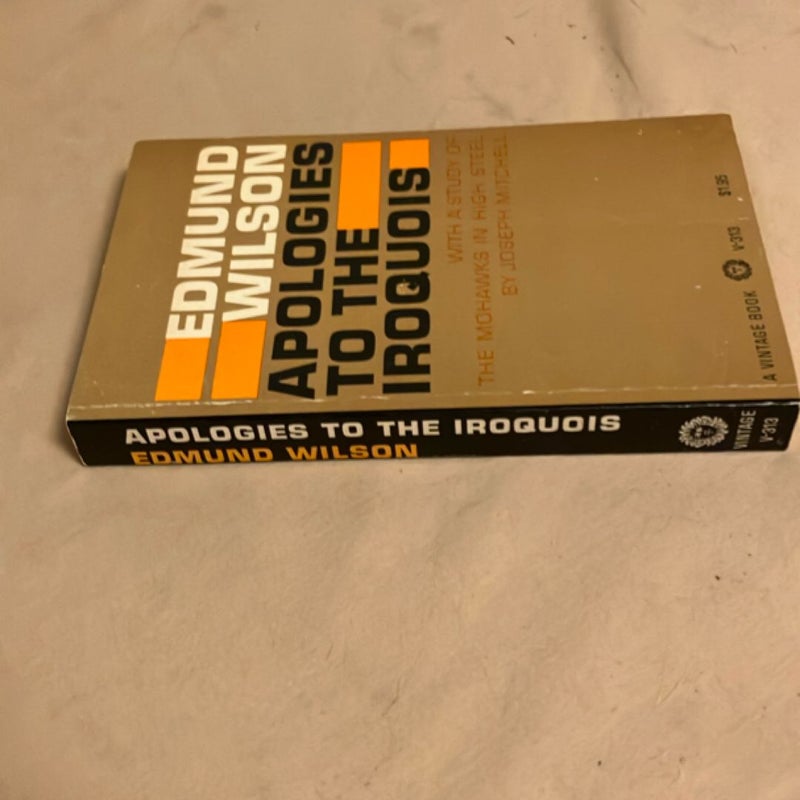 EDMUND
WILSON
APOLOGIES
TO THE
IROQUOIS
WITH A STUDY OF
THE MOHAWKS IN HIGH STEEL
BY JOSEPH MITCHELL
A VINTAGE BOOK V-313 $1.95
APOLOGIES TO THE IROQUOIS
EDMUND WILSON
VINTAGE
V-313